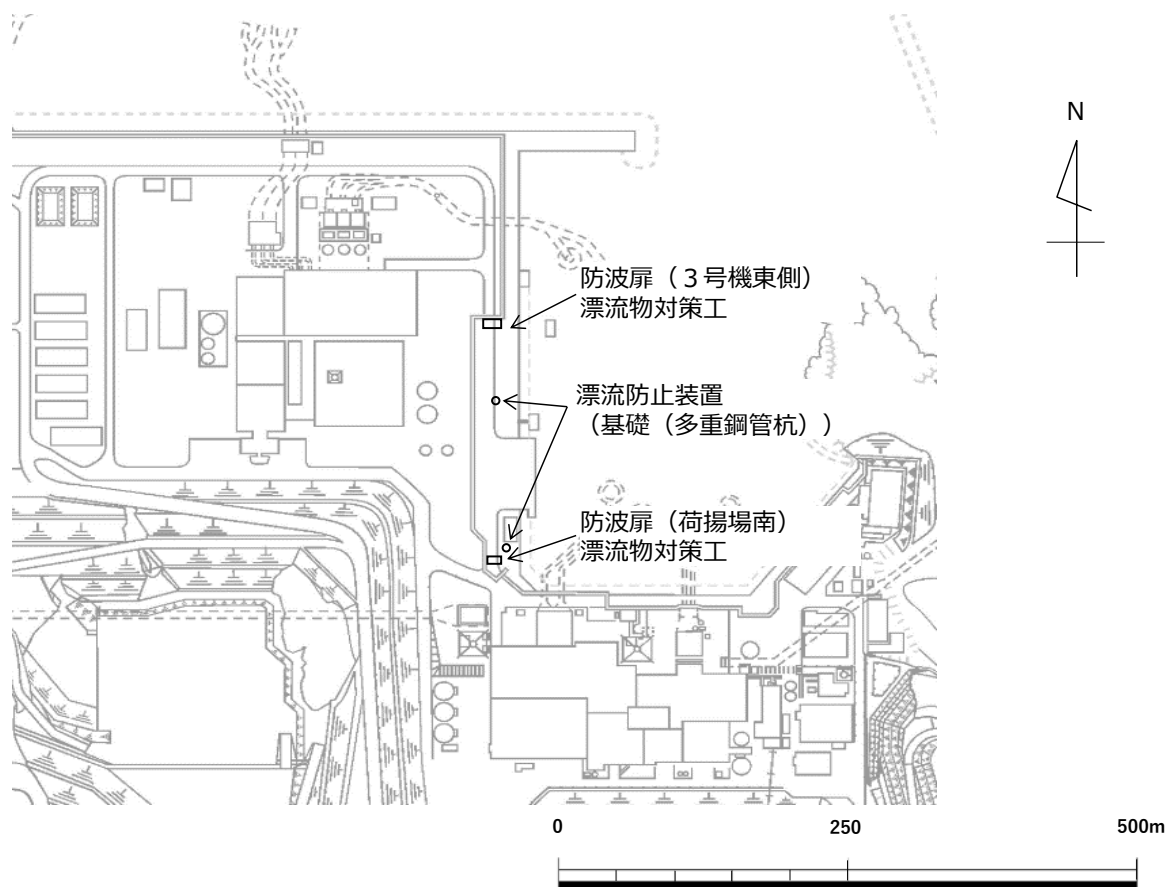 N
防波扉（３号機東側）
漂流物対策工
漂流防止装置
（基礎（多重鋼管杭））
防波扉（荷揚場南）
漂流物対策工
0 250 500m